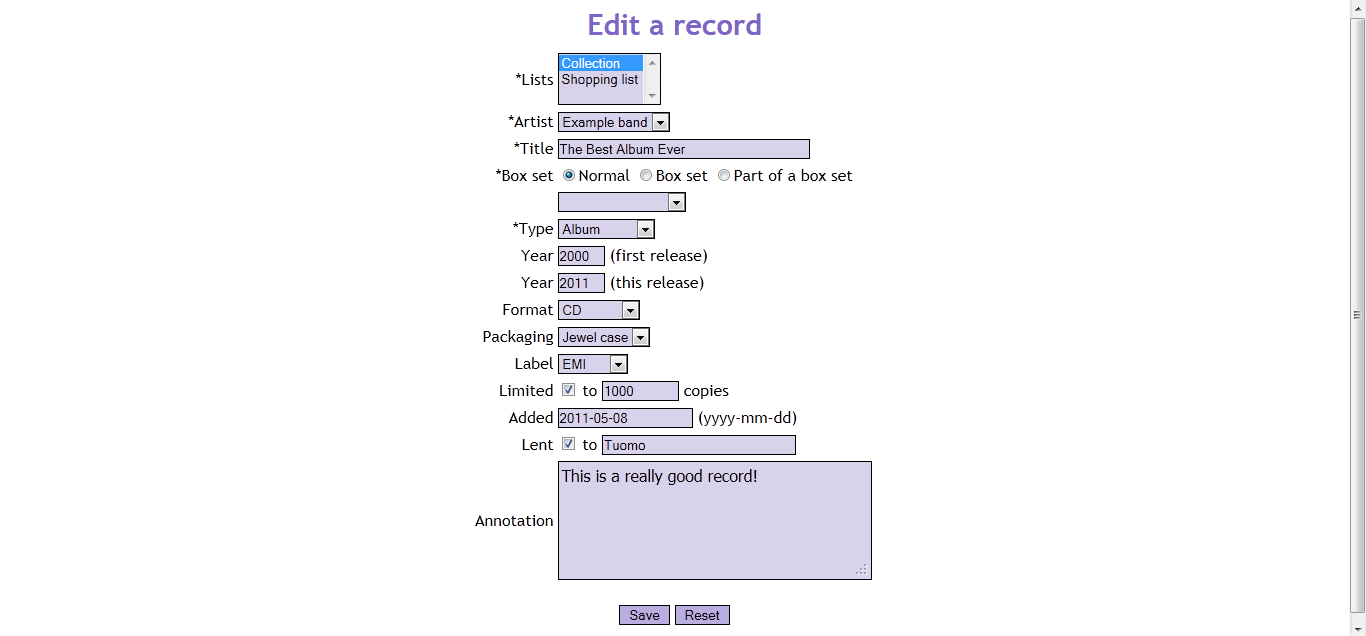 Edit a record
Collection
*Lists Shopping list
*Artist Example band
*Title The Best Album Ever
*Box set Normal Box set Part of a box set
*Type Album
Year 2000 (first release)
Year 2011 (this release)
Format CD
Packaging Jewel case
Label EMI
Limited to 1000 copies
Added 2011-05-08 (yyyy-mm-dd)
Lent to Tuomo
This is a really good record!
Annotation
Save Reset